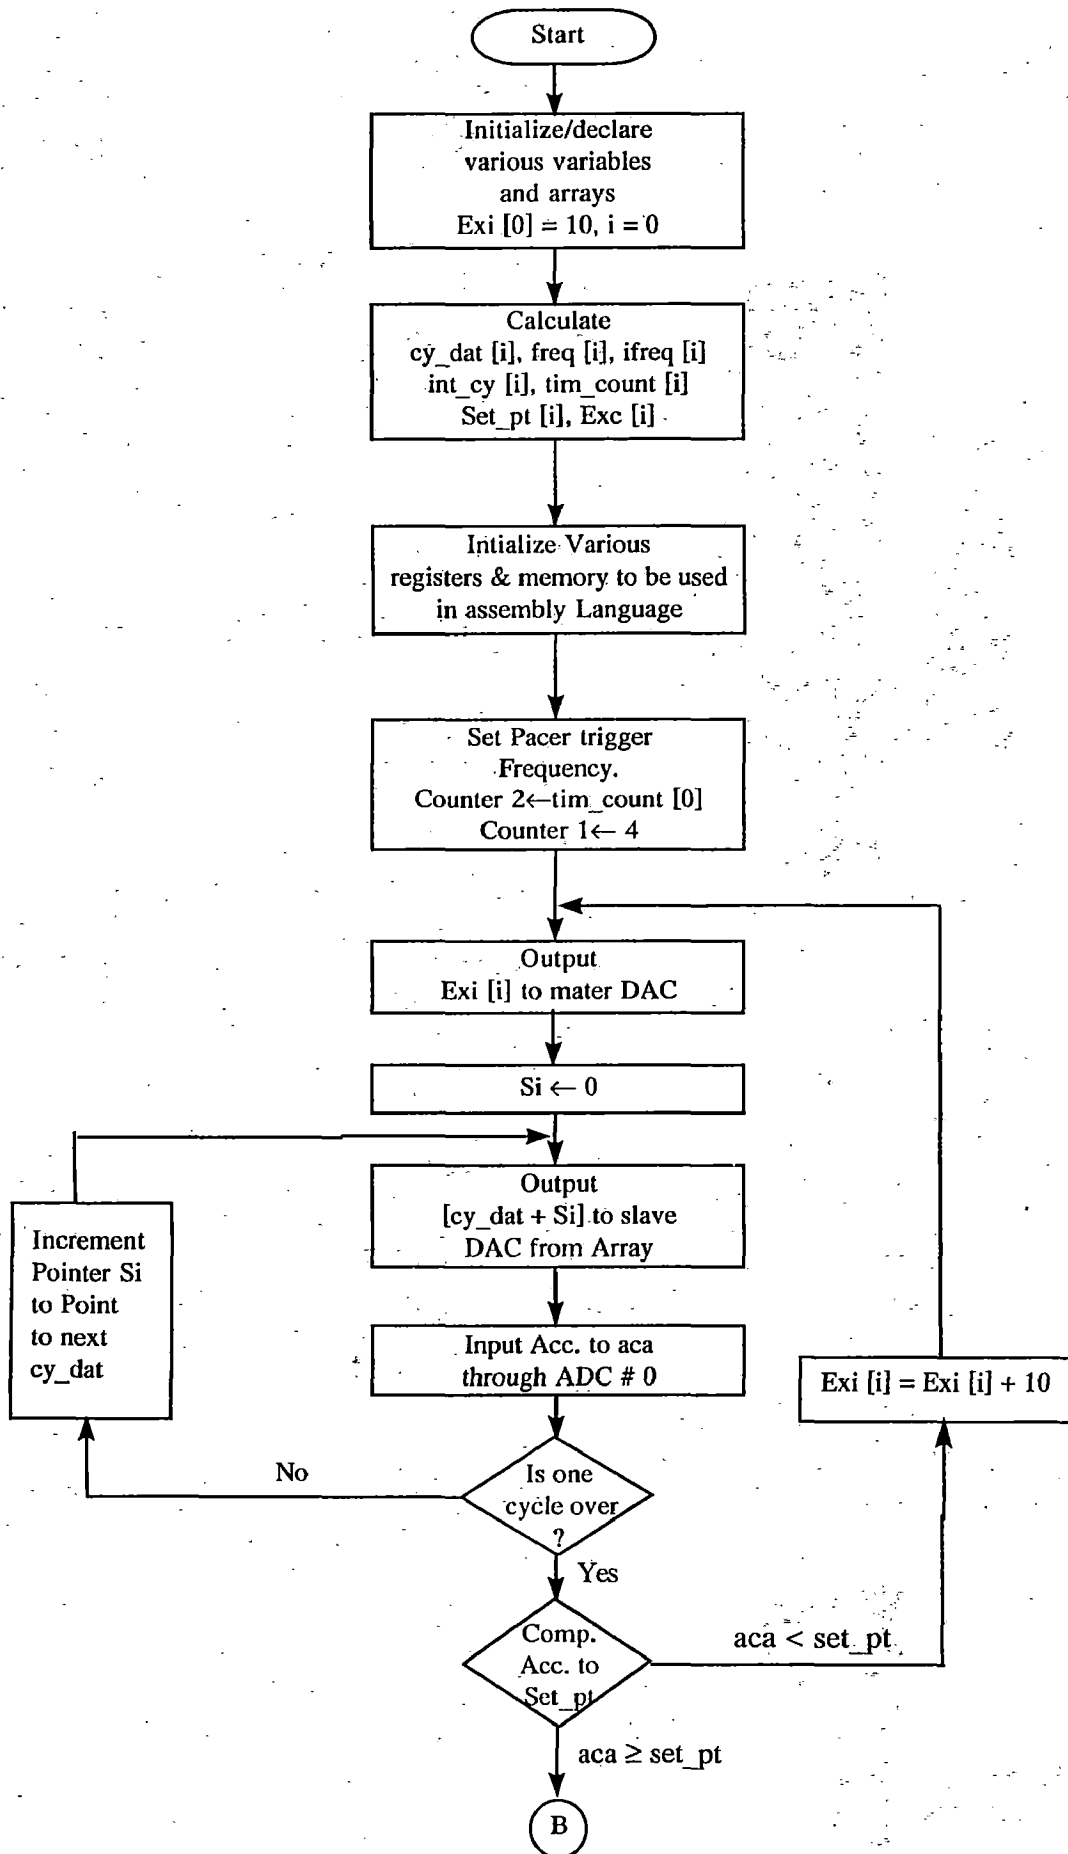 Start
Initialize/declare
various variables
and arrays
Exi [0] = 10, i = 0
Calculate
cy_dat [i], freq [i], ifreq [i]
int_cy [i], tim_count [i]
Set_pt [i], Exc [i]
Intialize Various
registers & memory to be used
in assembly Language
Set Pacer trigger
Frequency.
Counter 2←tim_count [0]
Counter 1← 4
Output
Exi [i] to mater DAC
Si ← 0
Output
[cy_dat + Si] to slave
DAC from Array
Increment
Pointer Si
to Point
to next
cy_dat
Input Acc. to aca
through ADC # 0
Exi [i] = Exi [i] + 10
No
Is one
cycle over
?
Yes
Comp.
Acc. to
Set_pt
aca < set_pt
aca ≥ set_pt
B